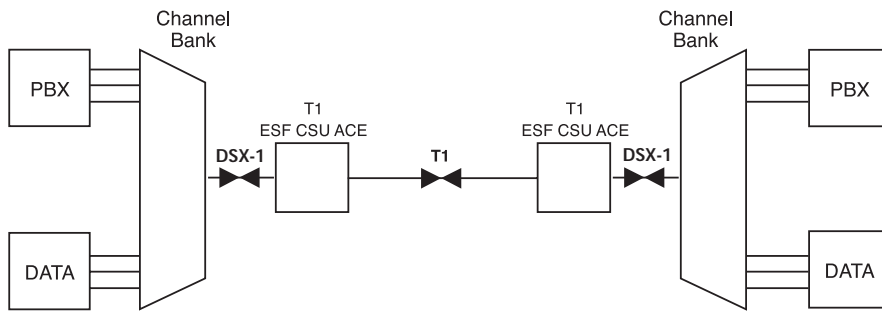 Channel
Bank
Channel
Bank
PBX
PBX
T1
ESF CSU ACE
T1
ESF CSU ACE
DSX-1
T1
DSX-1
DATA
DATA